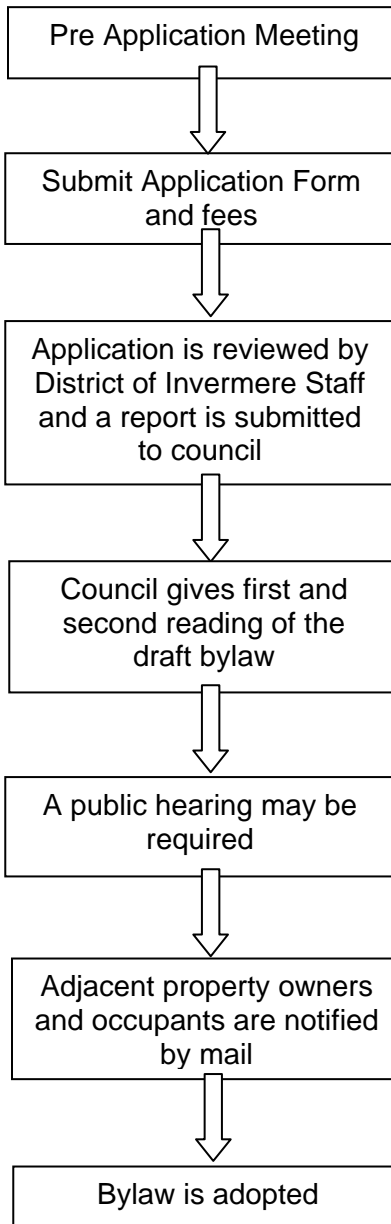 Pre Application Meeting
Submit Application Form
and fees
Application is reviewed by
District of Invermere Staff
and a report is submitted
to council
Council gives first and
second reading of the
draft bylaw
A public hearing may be
required
Adjacent property owners
and occupants are notified
by mail
Bylaw is adopted